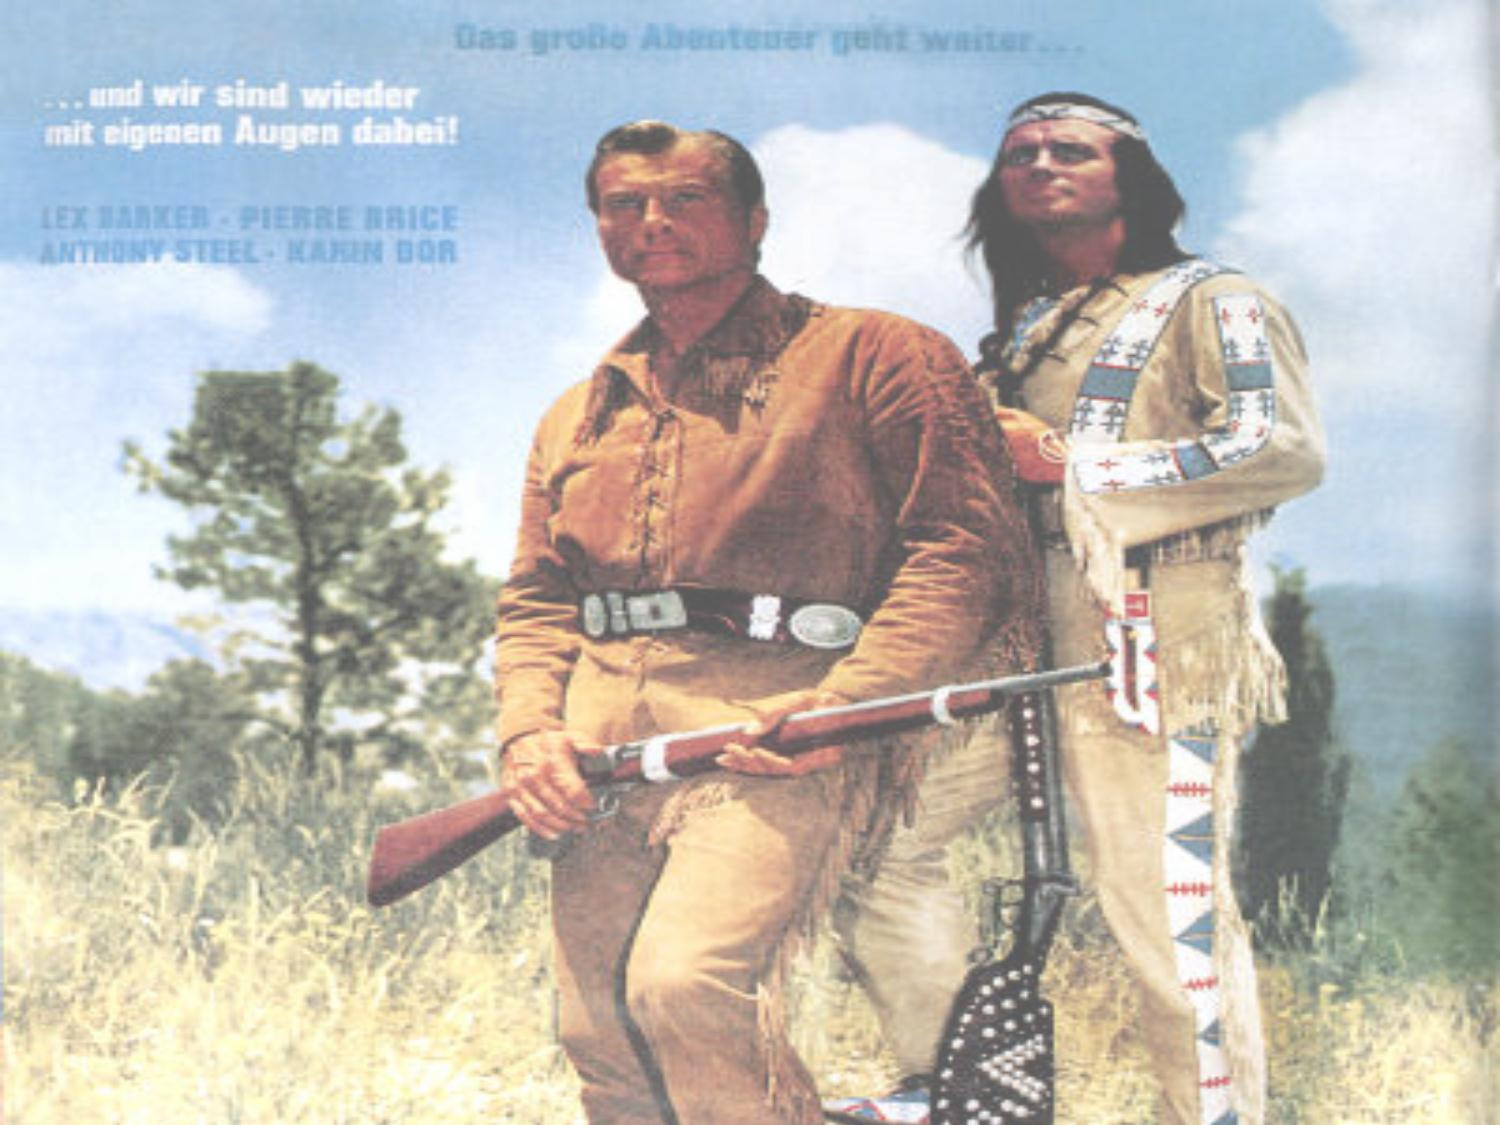 Das große Abenteuer geht weiter...
...und wir sind wieder
mit eigenen Augen dabei!
LEX BARKER · PIERRE BRICE
ANTHONY STEEL · KARIN DOR